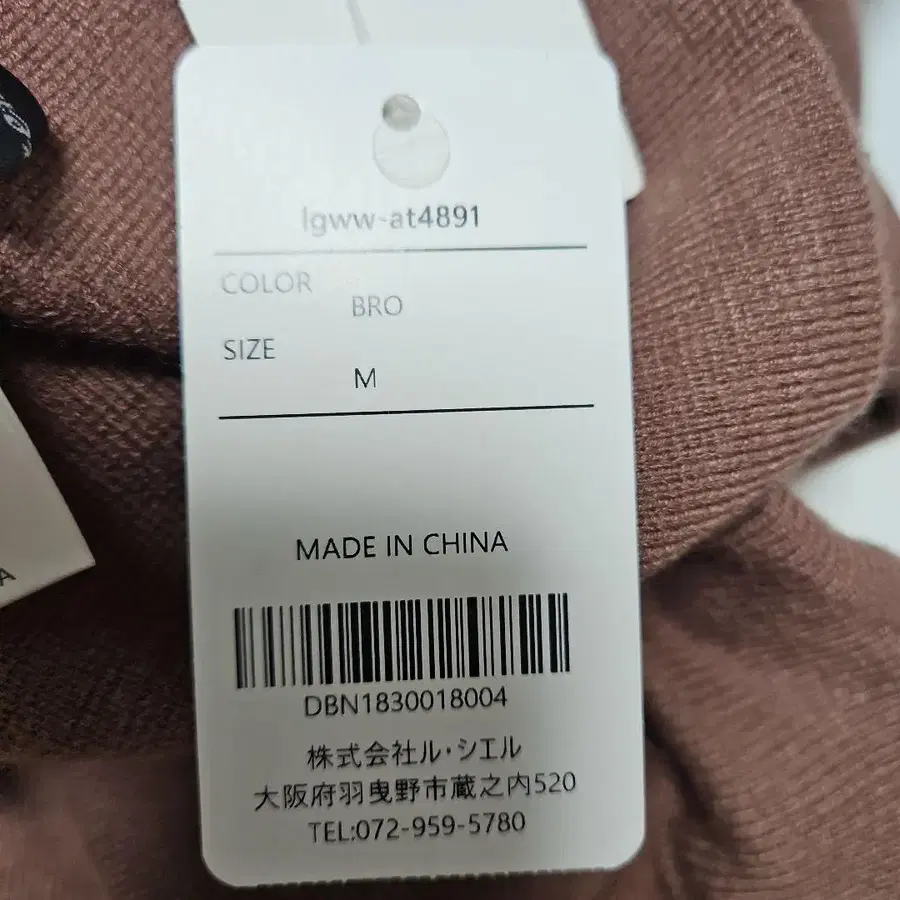 lgww-at4891
COLOR
BRO
SIZE
M
MADE IN CHINA
DBN1830018004
株式会社ル・シエル
大阪府羽曳野市蔵之内520
TEL:072-959-5780
A